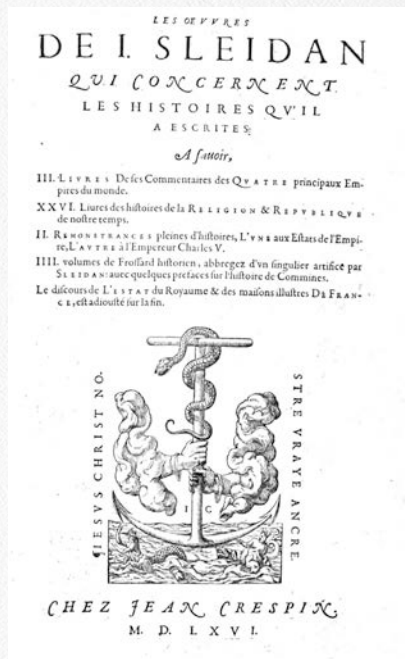 LES OEVVRES
DE I. SLEIDAN
QVI CONCERNENT
LES HISTOIRES QV'IL
A ESCRITES:
A ſauoir,
III. LIVRES De ſes Commentaires des QVATRE principaux Em-
pires du monde.
XXVI. Liures des hiſtoires de la RELIGION & REPVBLIQVE
de noſtre temps.
II. REMONSTRANCES pleines d'hiſtoires, L'VNE aux Eſtats de l'Empi-
re, L'AVTRE à l'Empereur Charles V.
IIII. volumes de Froſſard hiſtorien, abbregez d'vn ſingulier artifice par
SLEIDAN: auec quelques prefaces ſur l'hiſtoire de Commines.
Le diſcours de L'ESTAT du Royaume & des maiſons illuſtres DE FRAN-
CE, eſt adiouſté ſur la fin.
IESVS CHRIST NO.
STRE VRAYE ANCRE.
I C
CHEZ JEAN CRESPIN,
M. D. LXVI.